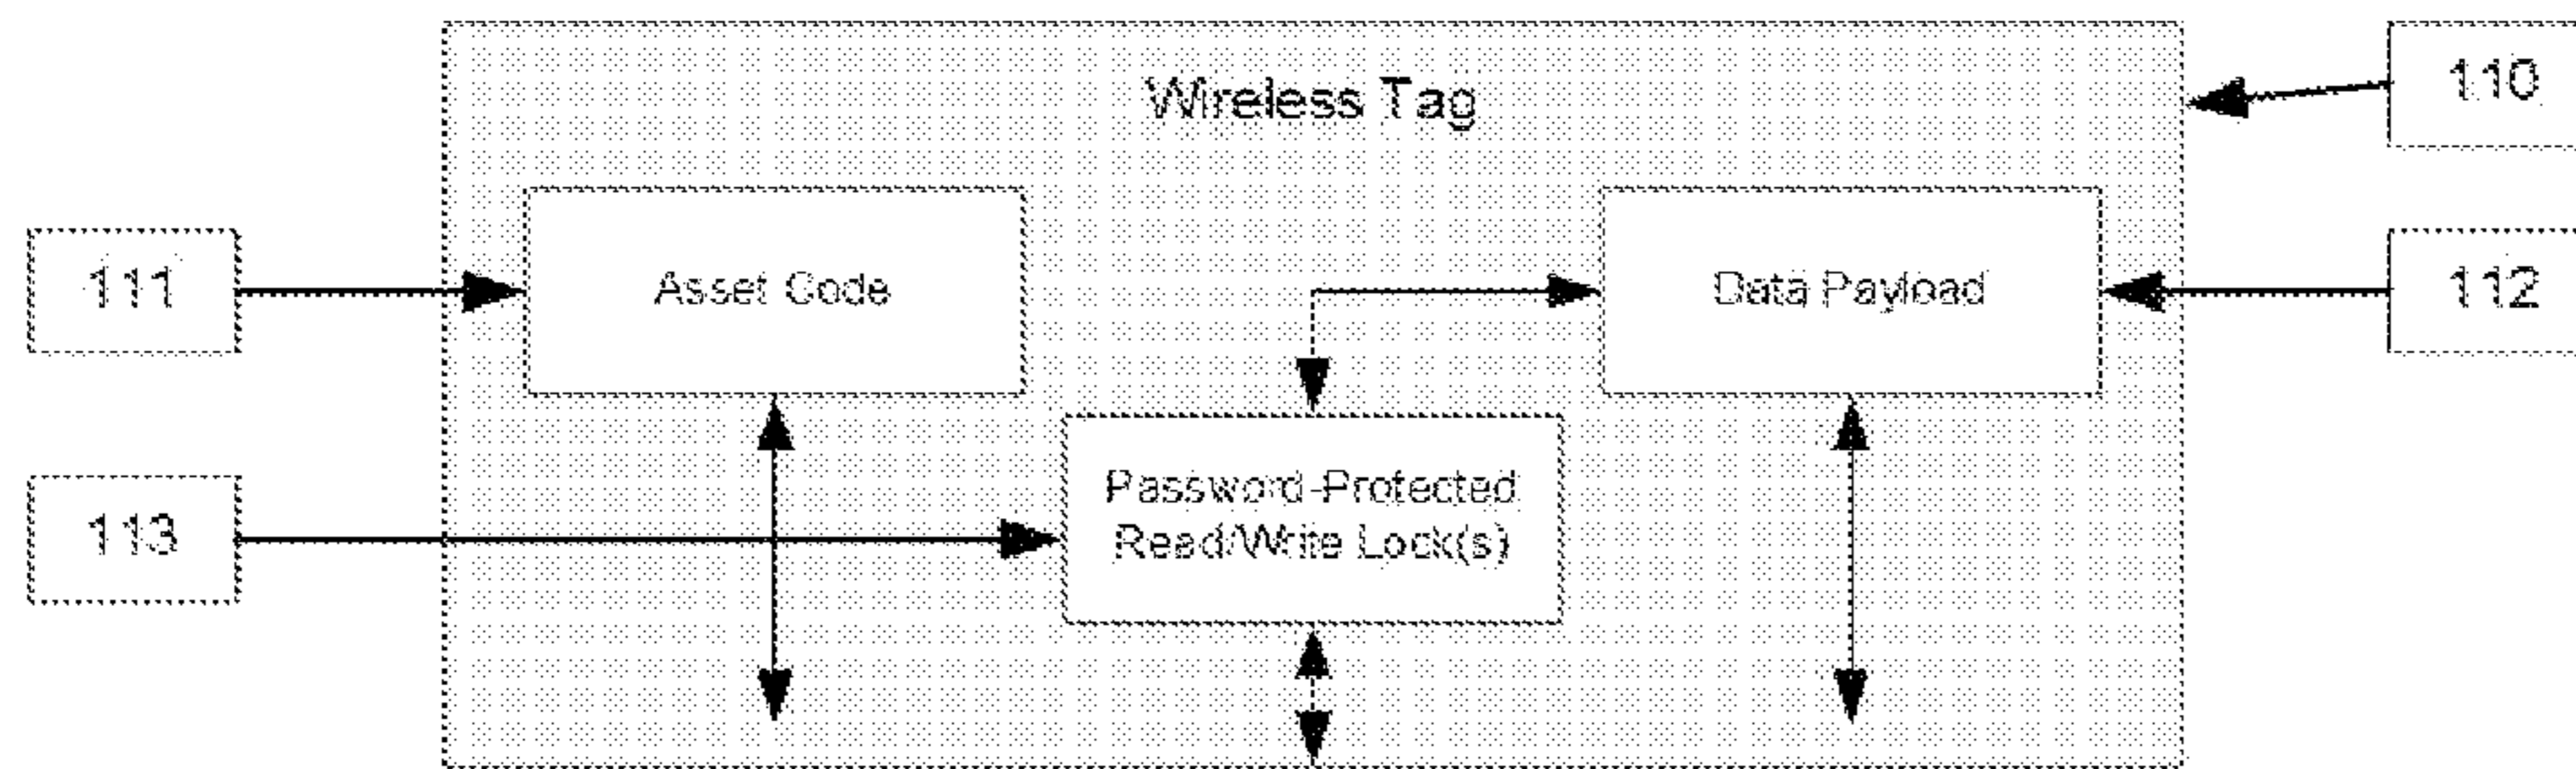 Wireless Tag
110
111
Asset Code
Data Payload
112
113
Password-Protected
Read/Write Lock(s)